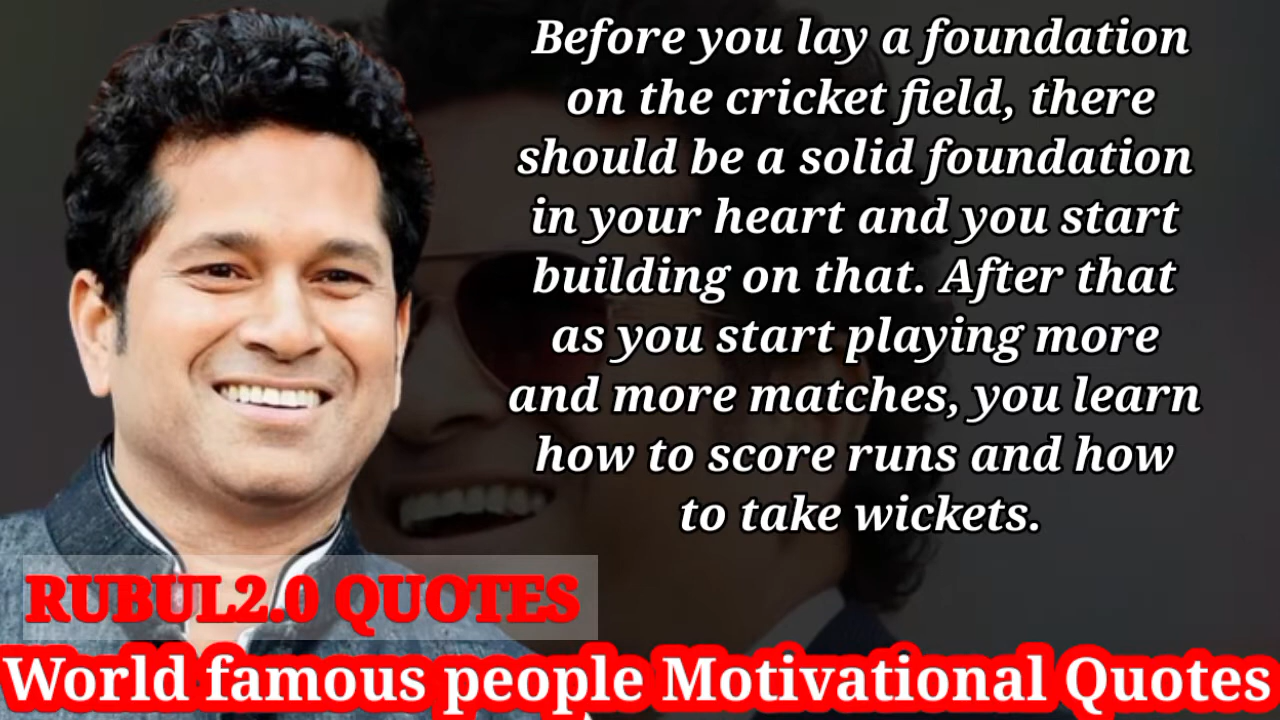 Before you lay a foundation
on the cricket field, there
should be a solid foundation
in your heart and you start
building on that. After that
as you start playing more
and more matches, you learn
how to score runs and how
to take wickets.
RUBUL2.0 QUOTES
World famous people Motivational Quotes